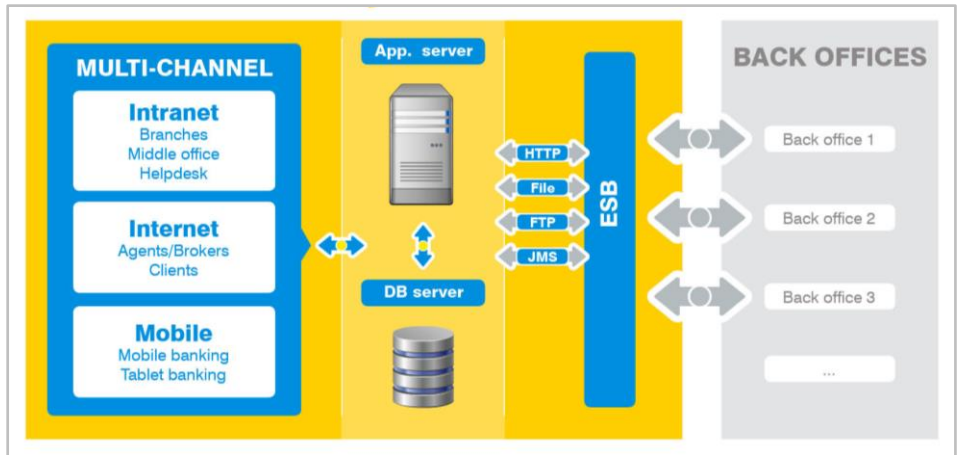 MULTI-CHANNEL
Intranet
Branches
Middle office
Helpdesk
Internet
Agents/Brokers
Clients
Mobile
Mobile banking
Tablet banking
App. server
DB server
HTTP
File
FTP
JMS
ESB
BACK OFFICES
Back office 1
Back office 2
Back office 3
...